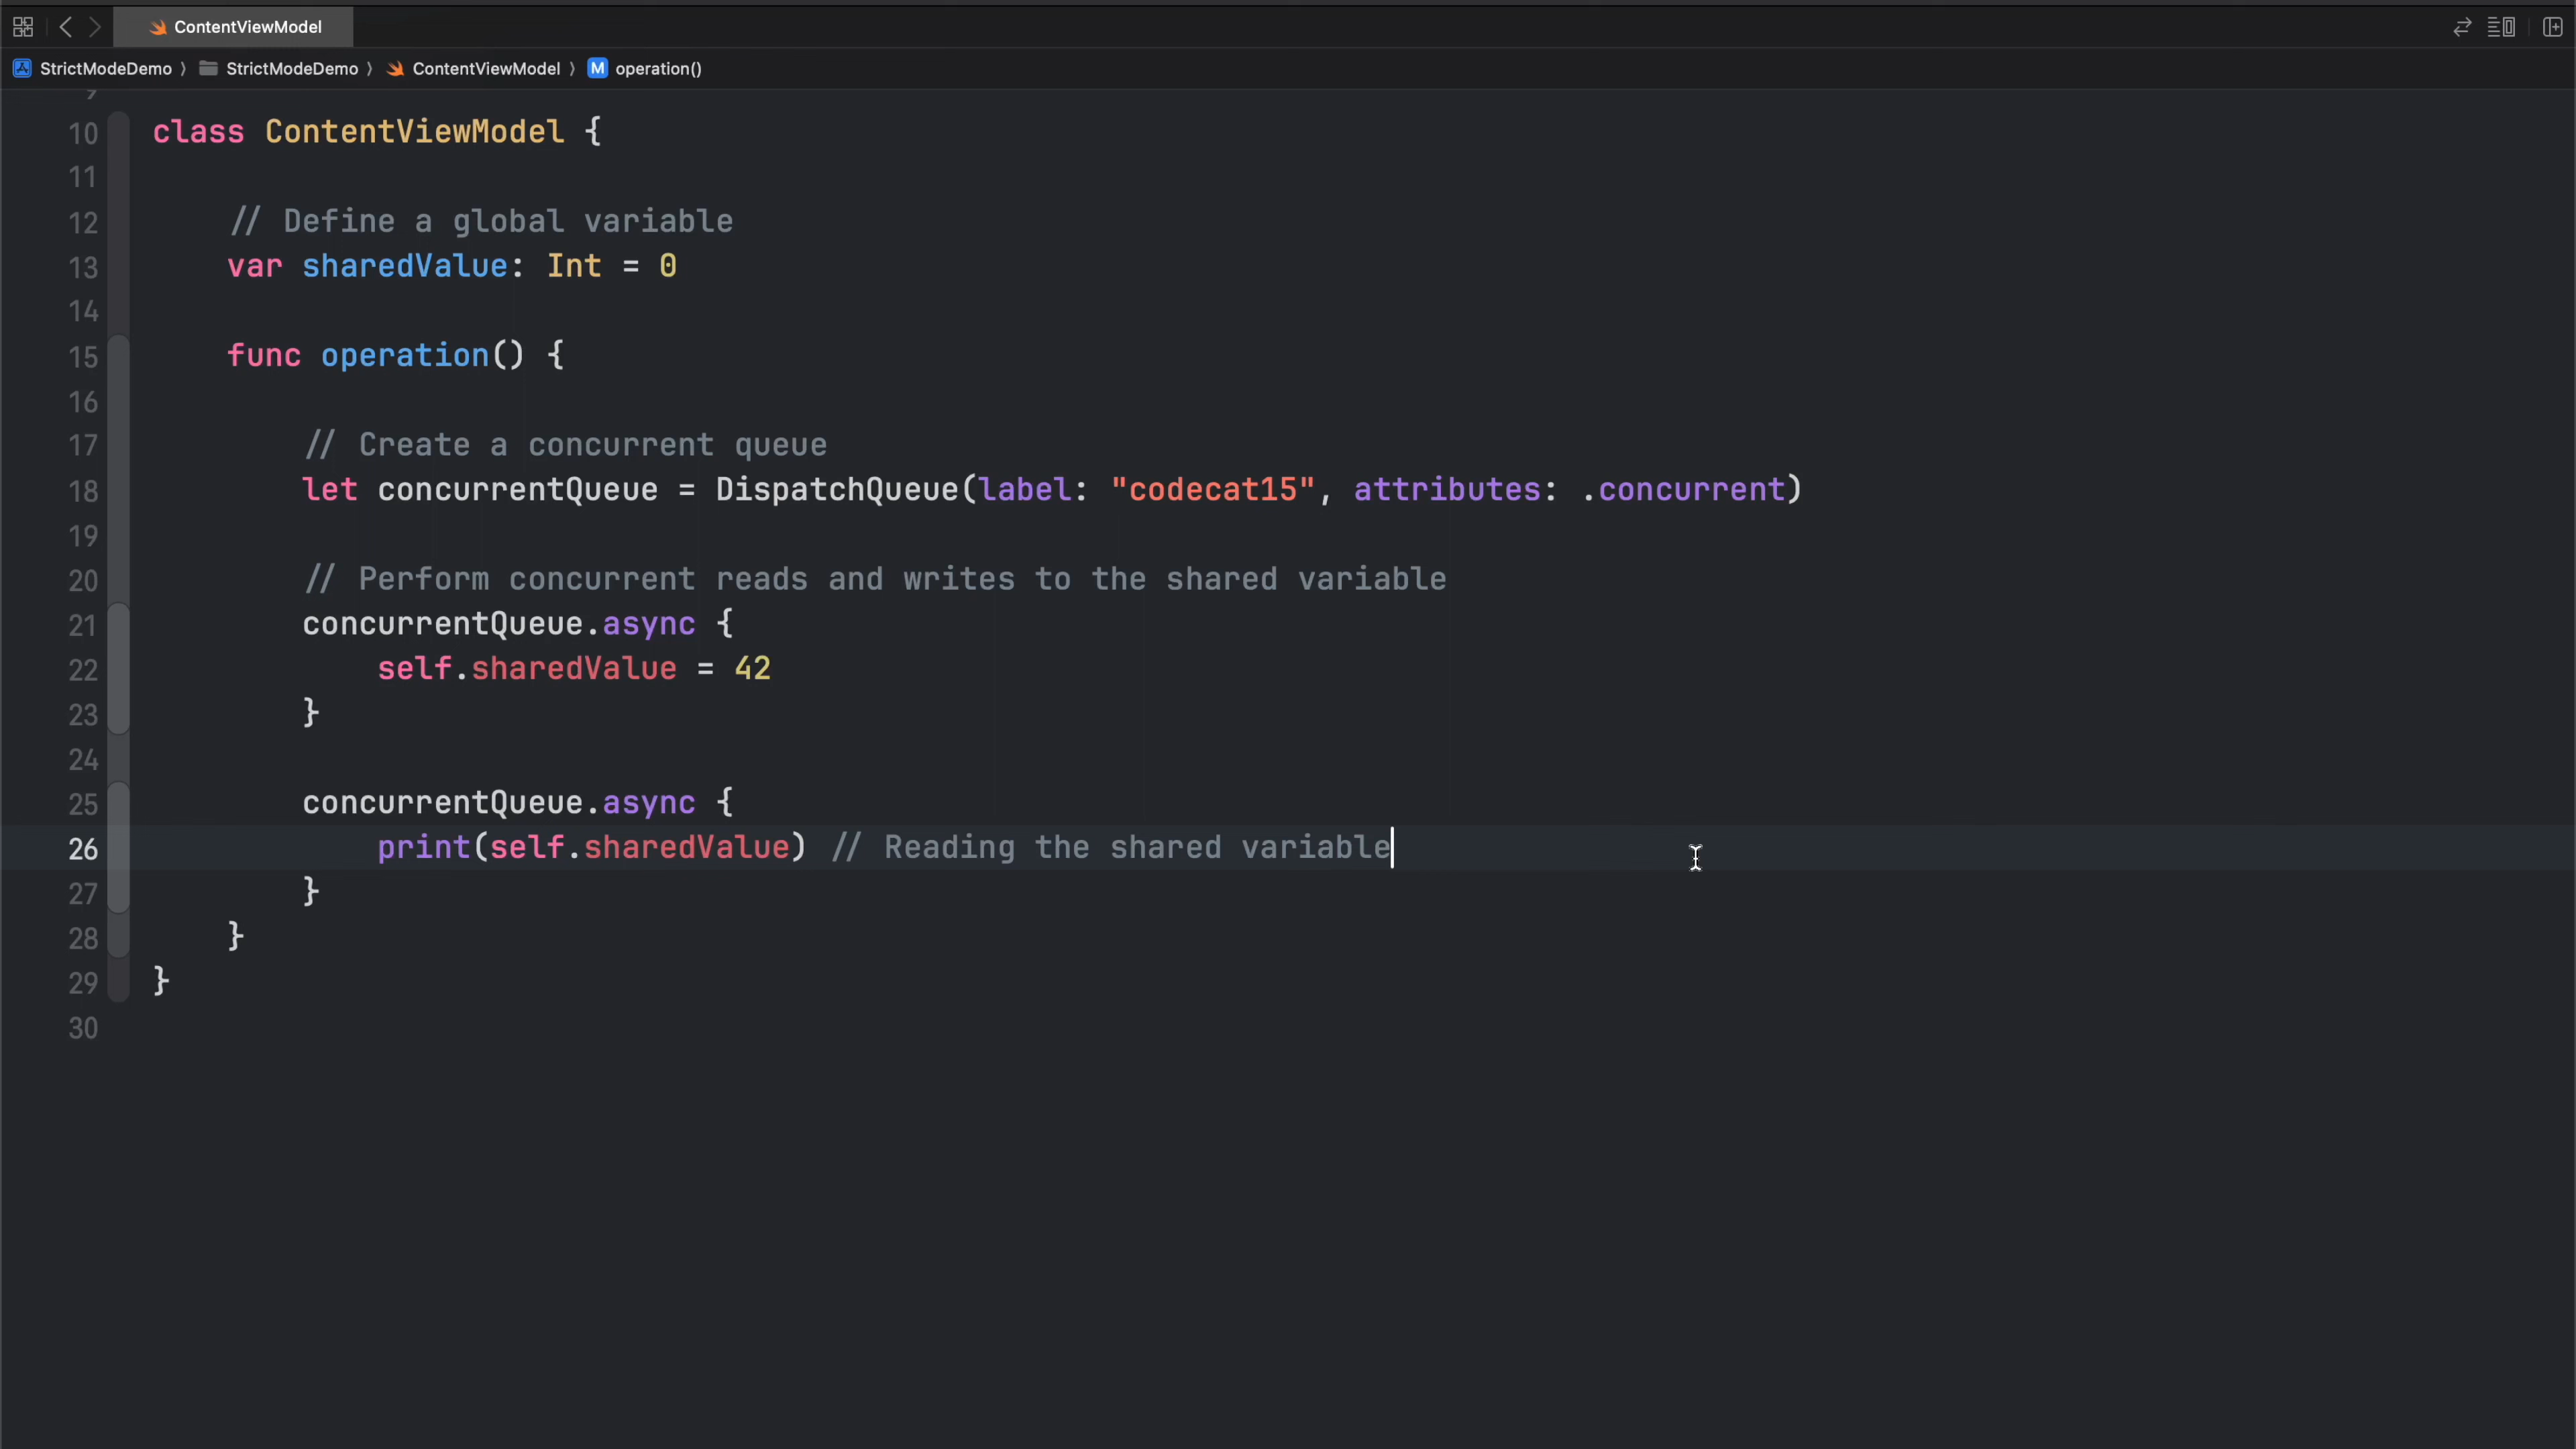 ContentViewModel
StrictModeDemo 〉 StrictModeDemo 〉 ContentViewModel 〉 M operation()
9
10 class ContentViewModel {
11
12 // Define a global variable
13 var sharedValue: Int = 0
14
15 func operation() {
16
17 // Create a concurrent queue
18 let concurrentQueue = DispatchQueue(label: "codecat15", attributes: .concurrent)
19
20 // Perform concurrent reads and writes to the shared variable
21 concurrentQueue.async {
22 self.sharedValue = 42
23 }
24
25 concurrentQueue.async {
26 print(self.sharedValue) // Reading the shared variable
27 }
28 }
29 }
30